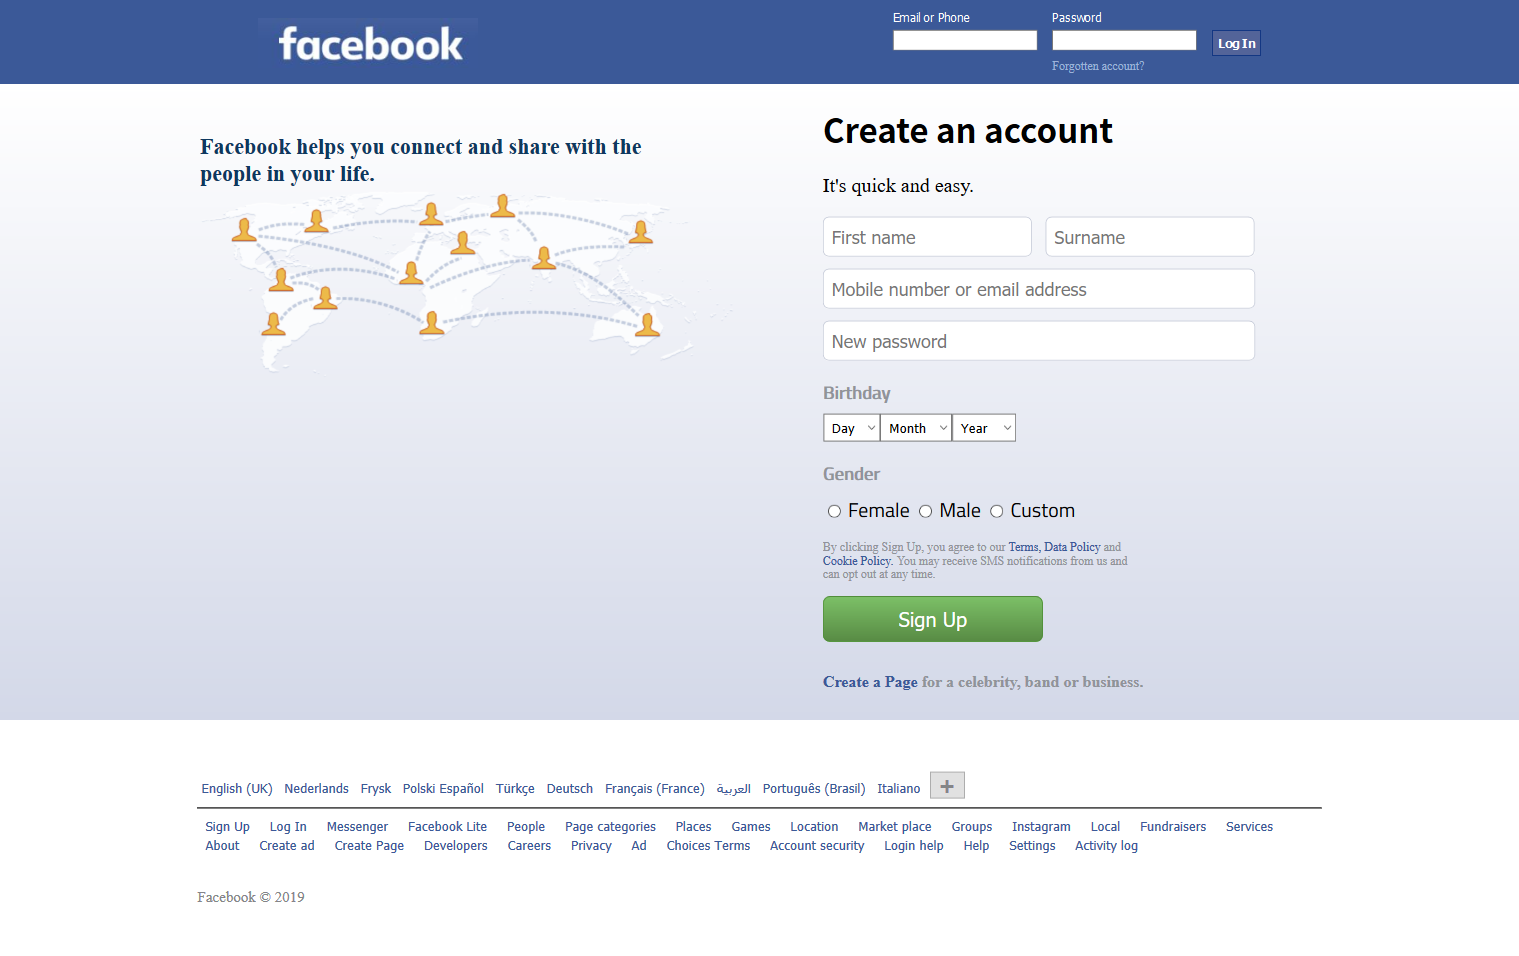 facebook
Email or Phone
Password
Log In
Forgotten account?
Facebook helps you connect and share with the
people in your life.
Create an account
It's quick and easy.
First name
Surname
Mobile number or email address
New password
Birthday
Day
Month
Year
Gender
Female
Male
Custom
By clicking Sign Up, you agree to our Terms, Data Policy and
Cookie Policy. You may receive SMS notifications from us and
can opt out at any time.
Sign Up
Create a Page for a celebrity, band or business.
English (UK) Nederlands Frysk Polski Español Türkçe Deutsch Français (France) العربية Português (Brasil) Italiano +
Sign Up Log In Messenger Facebook Lite People Page categories Places Games Location Market place Groups Instagram Local Fundraisers Services
About Create ad Create Page Developers Careers Privacy Ad Choices Terms Account security Login help Help Settings Activity log
Facebook © 2019